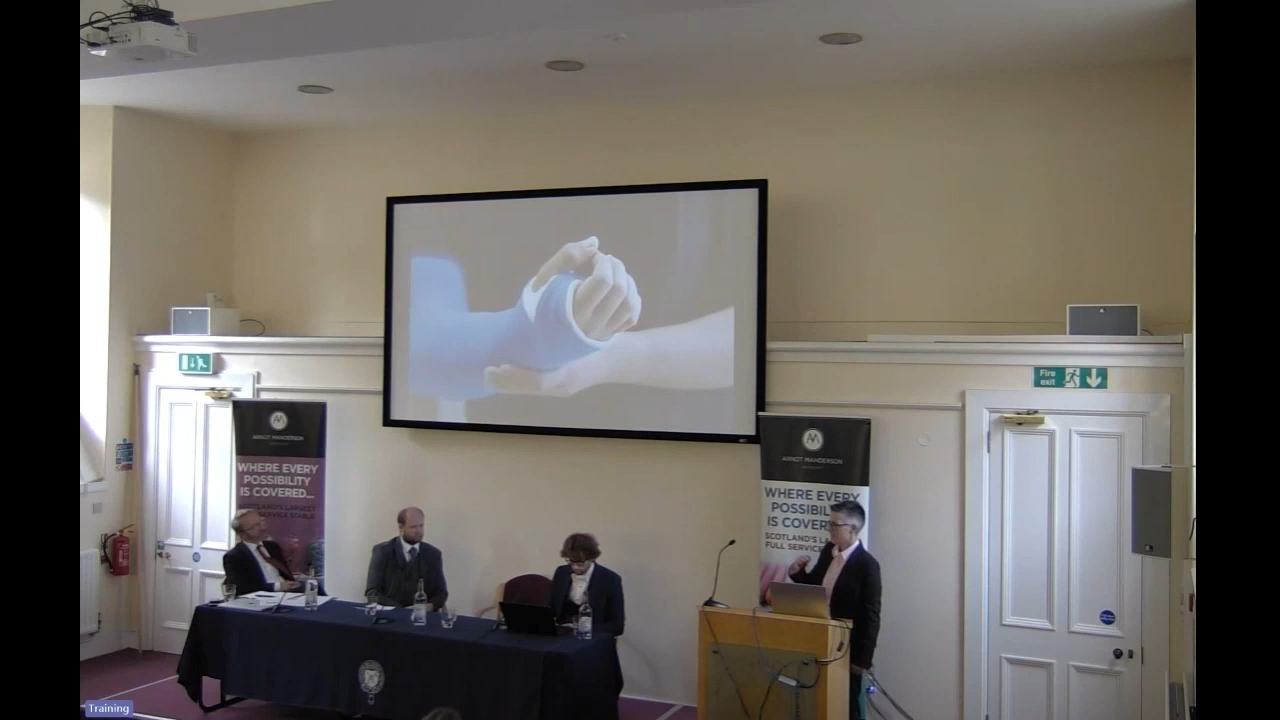 Fire
exit
ARNOT MANDERSON
WHERE EVERY
POSSIBILITY
IS COVERED...
SCOTLAND'S LARGEST
SERVICE STABLE
ARNOT MANDERSON
WHERE EVERY
POSSIBIL
IS COVER
SCOTLAND'S LA
FULL SERVIC
Training